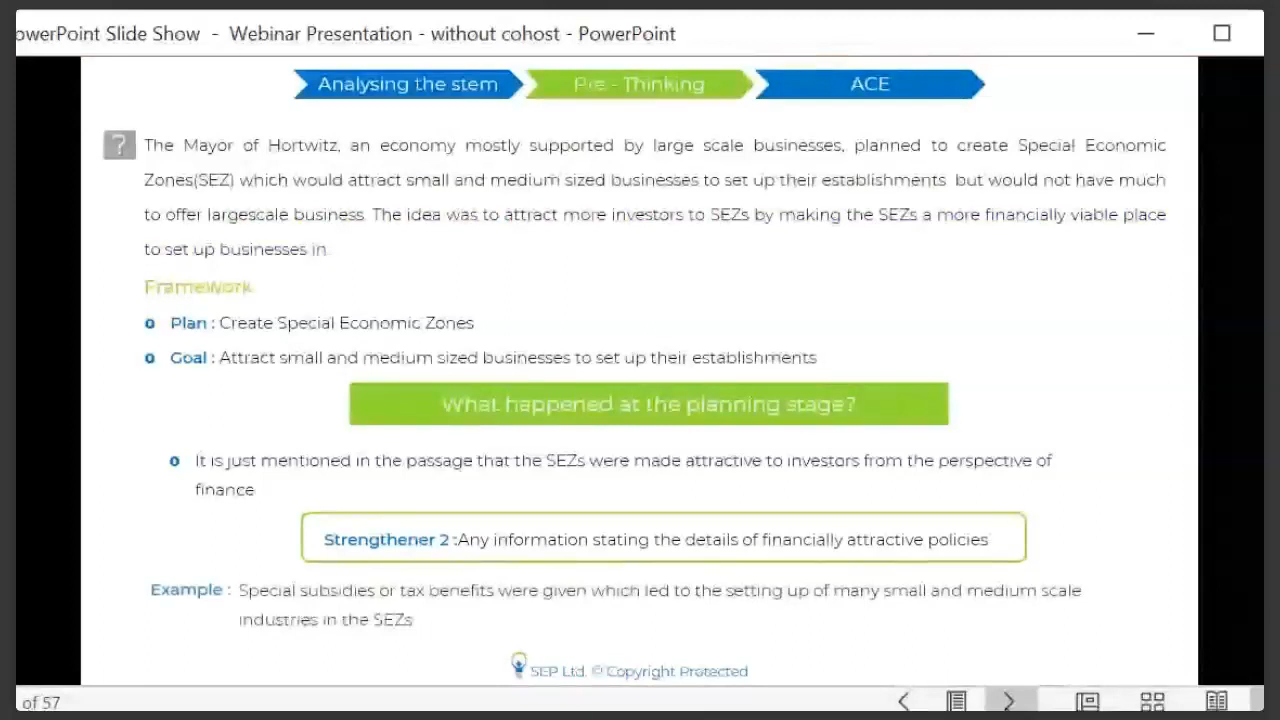 owerPoint Slide Show - Webinar Presentation - without cohost - PowerPoint
Analysing the stem Pre - Thinking ACE
? The Mayor of Hortwitz, an economy mostly supported by large scale businesses, planned to create Special Economic
Zones(SEZ) which would attract small and medium sized businesses to set up their establishments but would not have much
to offer largescale business. The idea was to attract more investors to SEZs by making the SEZs a more financially viable place
to set up businesses in.
Framework
o Plan : Create Special Economic Zones
o Goal : Attract small and medium sized businesses to set up their establishments
What happened at the planning stage?
o It is just mentioned in the passage that the SEZs were made attractive to investors from the perspective of
finance
Strengthener 2 :Any information stating the details of financially attractive policies
Example : Special subsidies or tax benefits were given which led to the setting up of many small and medium scale
industries in the SEZs
SEP Ltd. © Copyright Protected
of 57